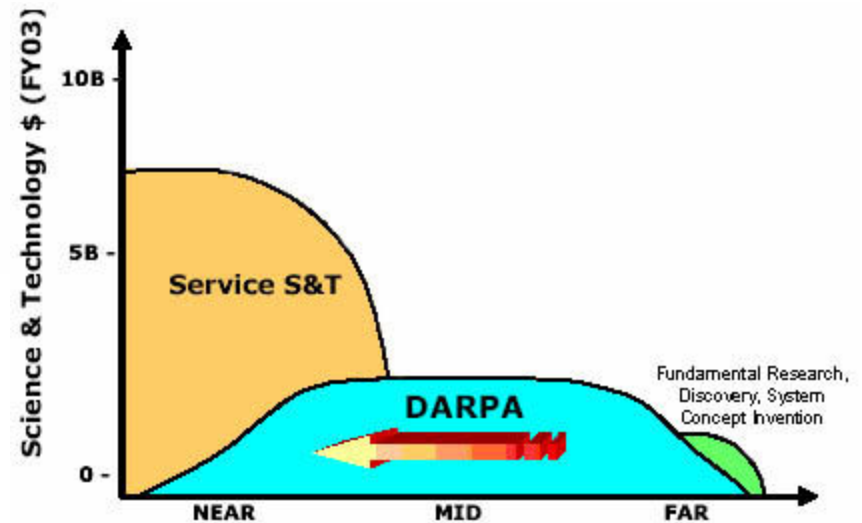 Science & Technology $ (FY03)
10B -
5B -
0 -
Service S&T
DARPA
Fundamental Research,
Discovery, System
Concept Invention
NEAR
MID
FAR